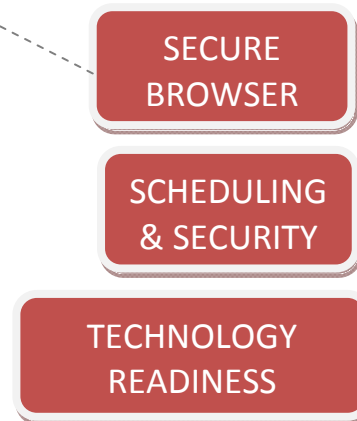 SECURE
BROWSER
SCHEDULING
& SECURITY
TECHNOLOGY
READINESS